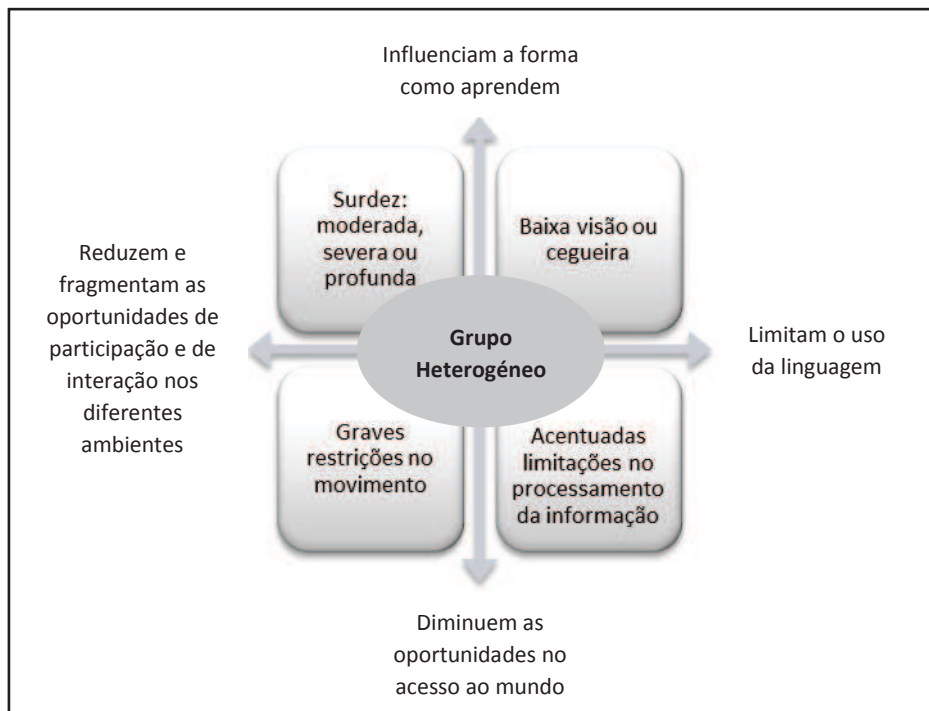 Influenciam a forma
como aprendem
Surdez:
moderada,
severa ou
profunda
Baixa visão ou
cegueira
Reduzem e
fragmentam as
oportunidades de
participação e de
interação nos
diferentes
ambientes
Grupo
Heterogéneo
Limitam o uso
da linguagem
Graves
restrições no
movimento
Acentuadas
limitações no
processamento
da informação
Diminuem as
oportunidades no
acesso ao mundo